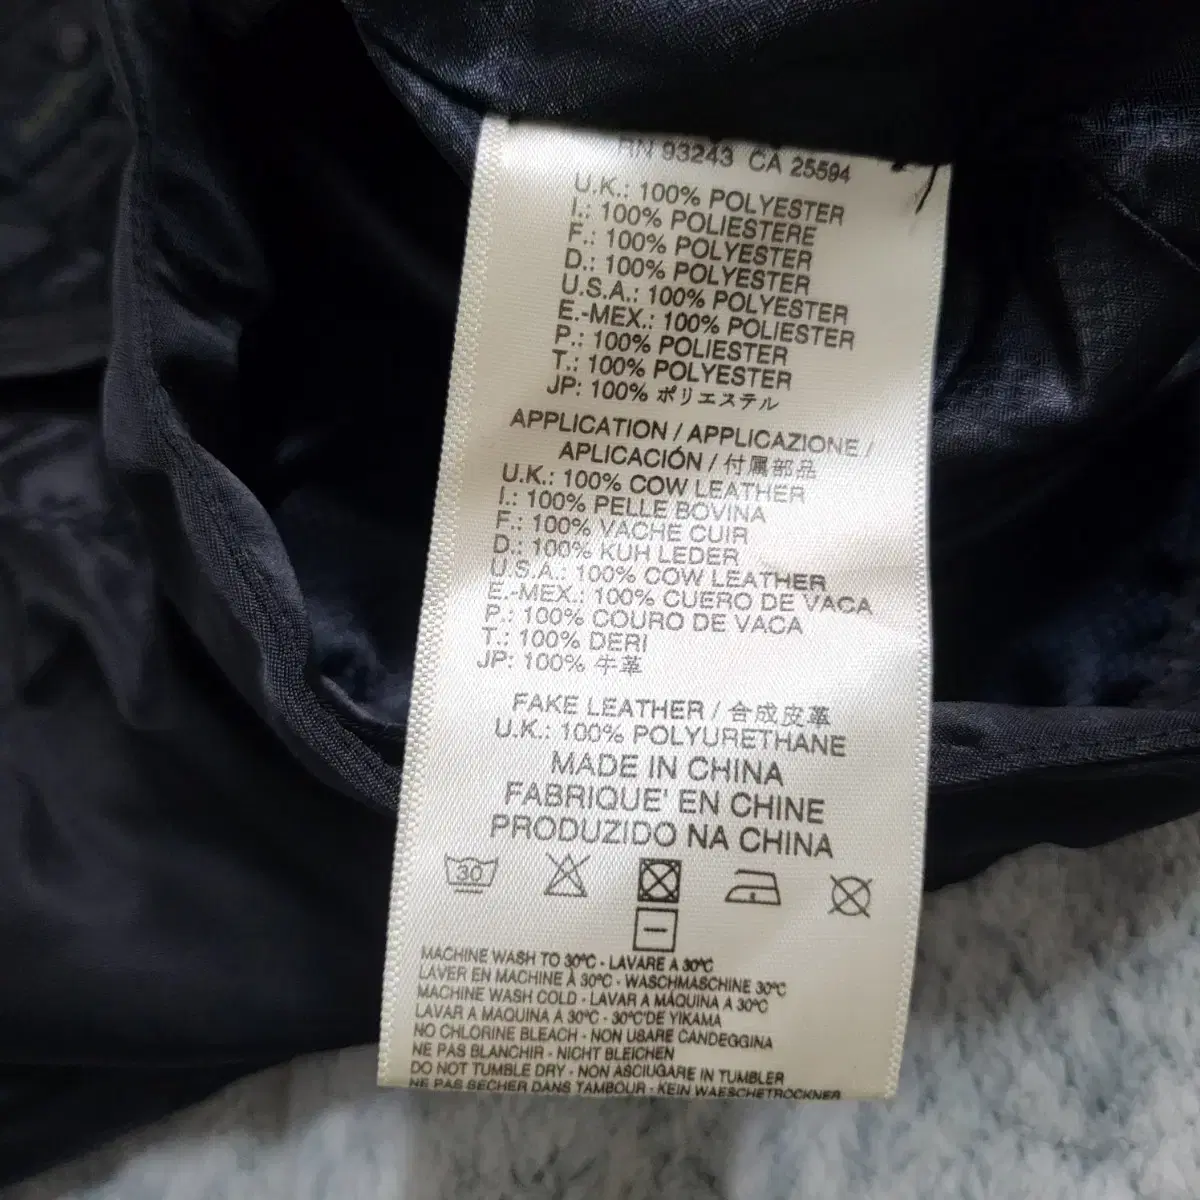 RN 93243 CA 25594
U.K.: 100% POLYESTER
I.: 100% POLIESTERE
F.: 100% POLYESTER
D.: 100% POLYESTER
U.S.A.: 100% POLYESTER
E.-MEX.: 100% POLIESTER
P.: 100% POLIESTER
T.: 100% POLYESTER
JP: 100% ポリエステル
APPLICATION / APPLICAZIONE /
APLICACIÓN / 付属部品
U.K.: 100% COW LEATHER
I.: 100% PELLE BOVINA
F.: 100% VACHE CUIR
D.: 100% KUH LEDER
U.S.A.: 100% COW LEATHER
E.-MEX.: 100% CUERO DE VACA
P.: 100% COURO DE VACA
T.: 100% DERI
JP: 100% 牛革
FAKE LEATHER / 合成皮革
U.K.: 100% POLYURETHANE
MADE IN CHINA
FABRIQUE' EN CHINE
PRODUZIDO NA CHINA
30
MACHINE WASH TO 30°C - LAVARE A 30°C
LAVER EN MACHINE À 30°C - WASCHMASCHINE 30°C
MACHINE WASH COLD - LAVAR A MÁQUINA A 30°C
LAVAR A MAQUINA A 30°C - 30°C'DE YIKAMA
NO CHLORINE BLEACH - NON USARE CANDEGGINA
NE PAS BLANCHIR - NICHT BLEICHEN
DO NOT TUMBLE DRY - NON ASCIUGARE IN TUMBLER
NE PAS SECHER DANS TAMBOUR - KEIN WAESCHETROCKNER